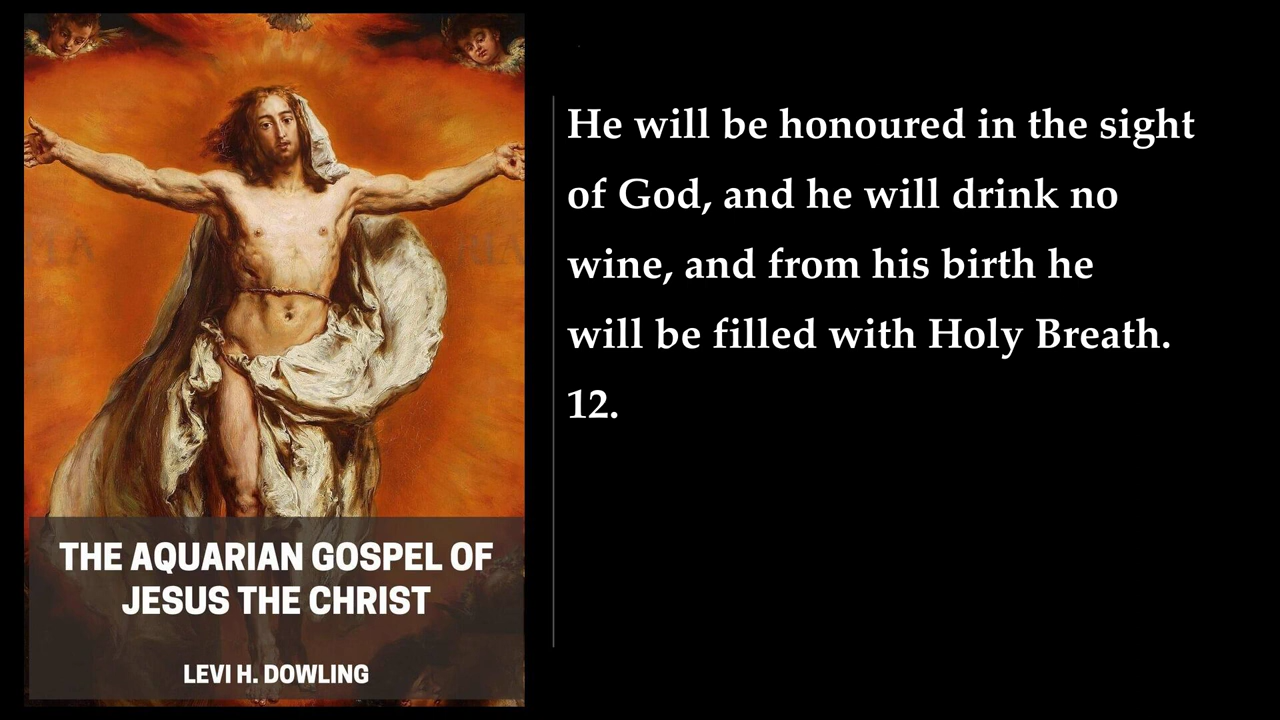 He will be honoured in the sight
of God, and he will drink no
wine, and from his birth he
will be filled with Holy Breath.
12.
THE AQUARIAN GOSPEL OF
JESUS THE CHRIST
LEVI H. DOWLING